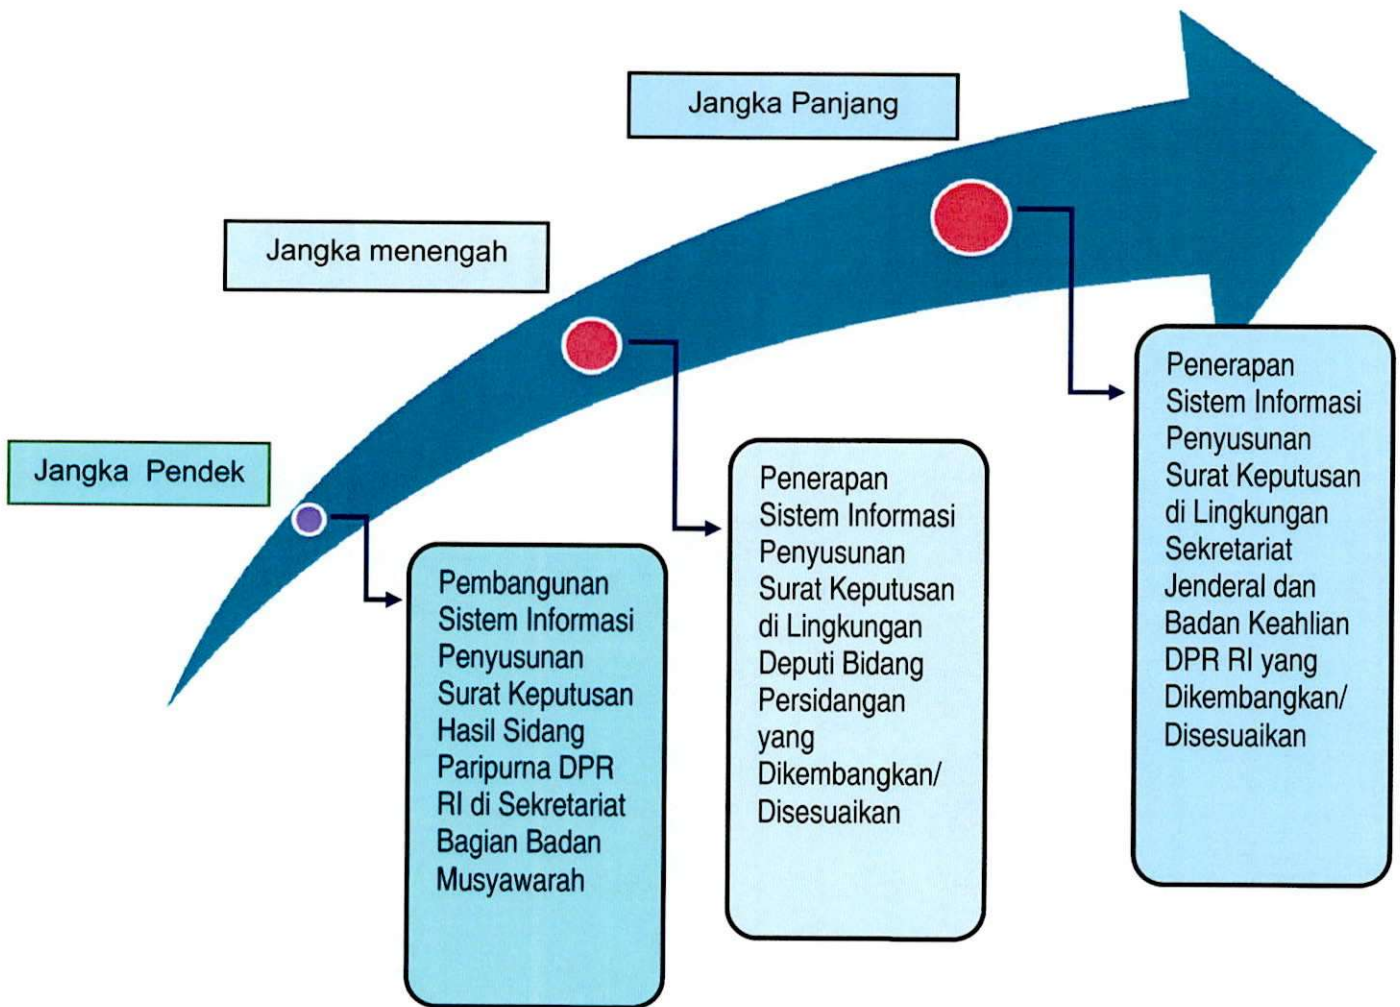 Jangka Panjang
Jangka menengah
Jangka Pendek
Pembangunan
Sistem Informasi
Penyusunan
Surat Keputusan
Hasil Sidang
Paripurna DPR
RI di Sekretariat
Bagian Badan
Musyawarah
Penerapan
Sistem Informasi
Penyusunan
Surat Keputusan
di Lingkungan
Deputi Bidang
Persidangan
yang
Dikembangkan/
Disesuaikan
Penerapan
Sistem Informasi
Penyusunan
Surat Keputusan
di Lingkungan
Sekretariat
Jenderal dan
Badan Keahlian
DPR RI yang
Dikembangkan/
Disesuaikan